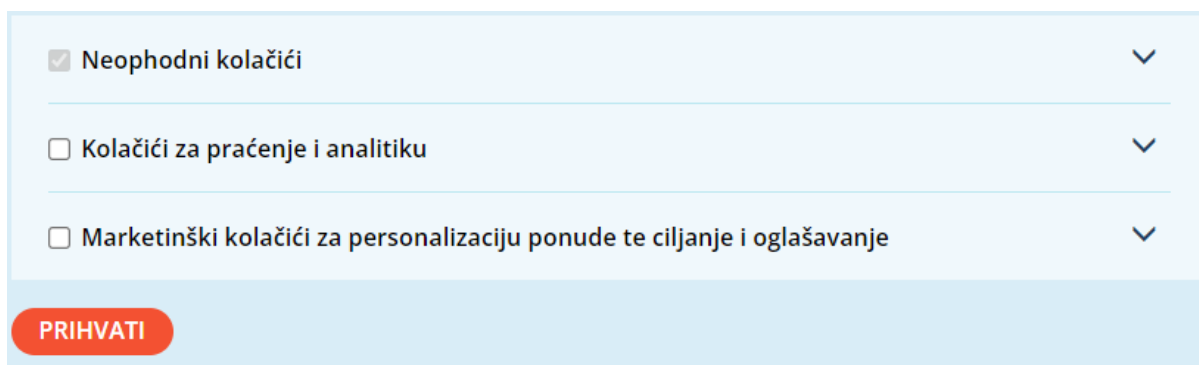 Neophodni kolačići
Kolačići za praćenje i analitiku
Marketinški kolačići za personalizaciju ponude te ciljanje i oglašavanje
PRIHVATI